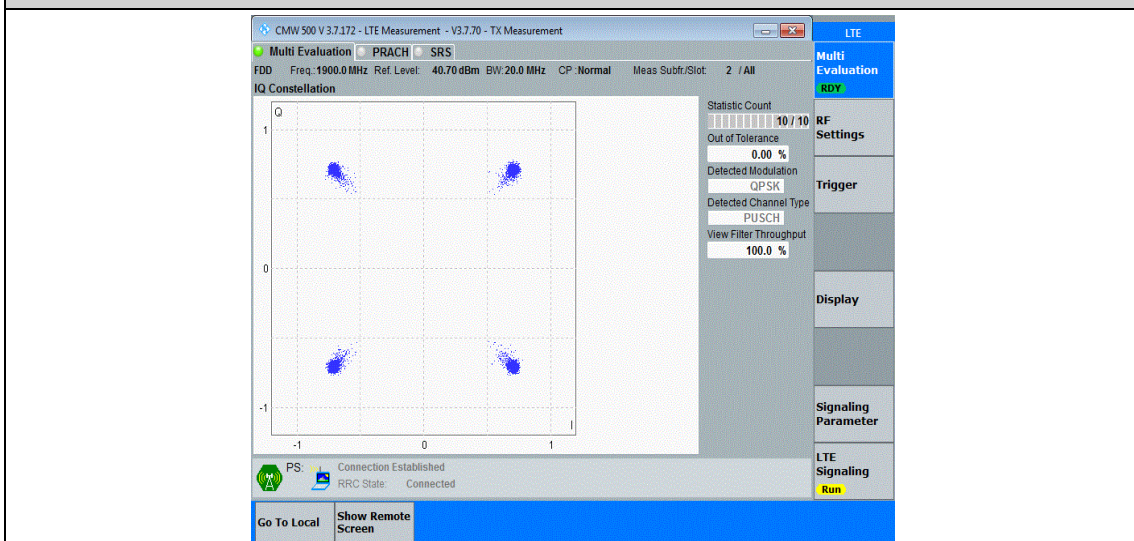 CMW 500 V 3.7.172 - LTE Measurement - V3.7.70 - TX Measurement
LTE
Multi Evaluation PRACH SRS
Multi
Evaluation
RDY
FDD Freq.: 1900.0 MHz Ref. Level: 40.70 dBm BW: 20.0 MHz CP : Normal Meas Subfr./Slot: 2 / All
IQ Constellation
Q
1
0
-1
-1
0
1
I
Statistic Count
10 / 10
Out of Tolerance
0.00 %
Detected Modulation
QPSK
Detected Channel Type
PUSCH
View Filter Throughput
100.0 %
RF
Settings
Trigger
Display
Signaling
Parameter
LTE
Signaling
Run
PS: Connection Established
RRC State: Connected
Go To Local
Show Remote
Screen